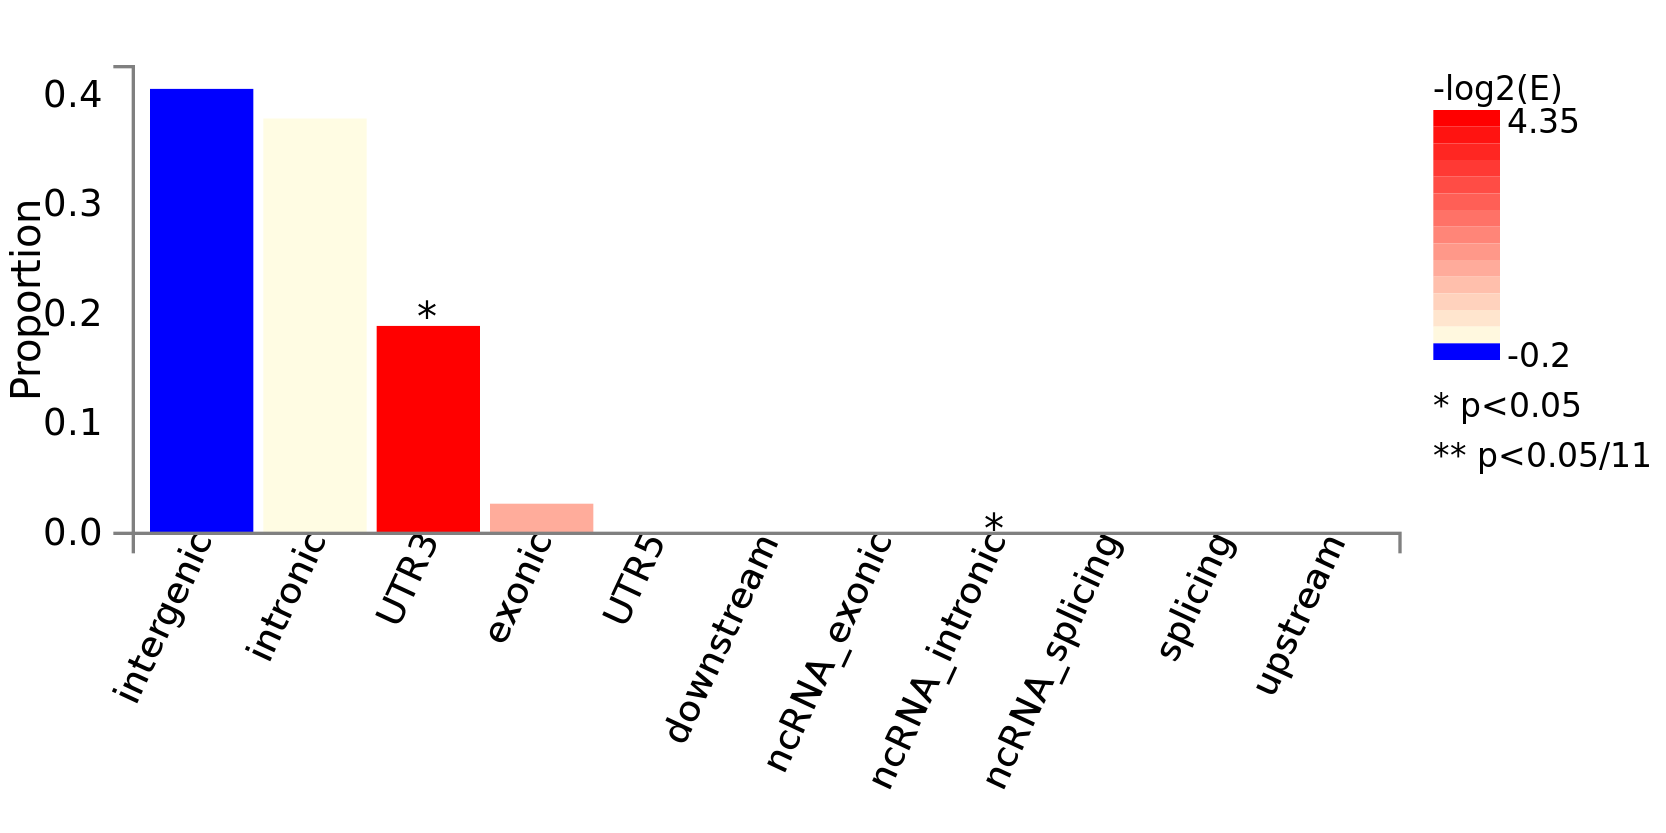 Proportion
0.4
0.3
0.2
0.1
0.0
*
*
intergenic
intronic
UTR3
exonic
UTR5
downstream
ncRNA_exonic
ncRNA_intronic
ncRNA_splicing
splicing
upstream
-log2(E)
4.35
-0.2
* p<0.05
** p<0.05/11